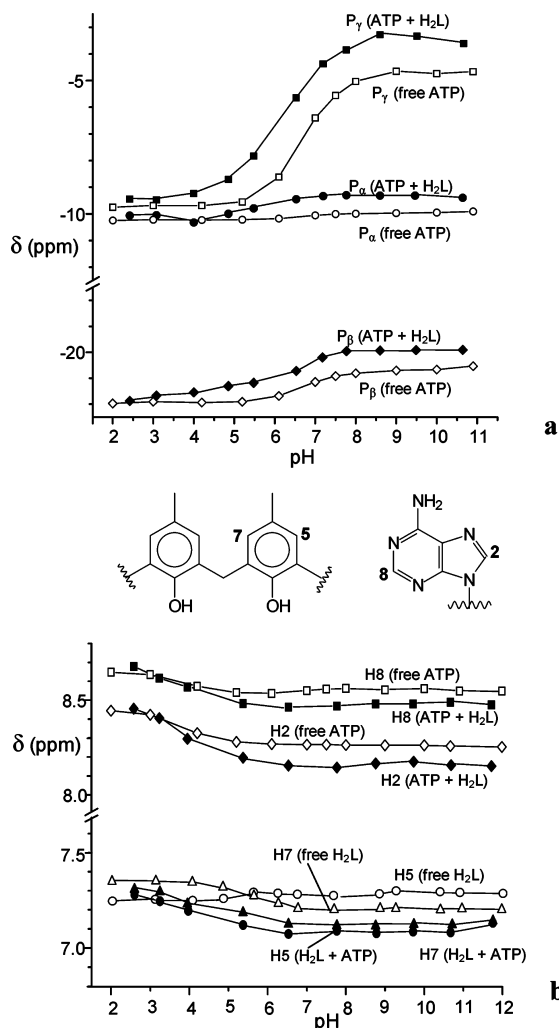 Pγ (ATP + H2L)
-5
Pγ (free ATP)
Pα (ATP + H2L)
-10
δ (ppm)
Pα (free ATP)
Pβ (ATP + H2L)
-20
Pβ (free ATP)
2 3 4 5 6 7 8 9 10 11
pH
a
NH2
7 5
N N 2
8 N N
OH OH
H8 (free ATP)
8.5
H8 (ATP + H2L)
H2 (free ATP)
δ (ppm)
H2 (ATP + H2L)
8.0
7.5
H7 (free H2L)
H5 (free H2L)
7.0
H5 (H2L + ATP)
H7 (H2L + ATP)
2 3 4 5 6 7 8 9 10 11 12
pH
b